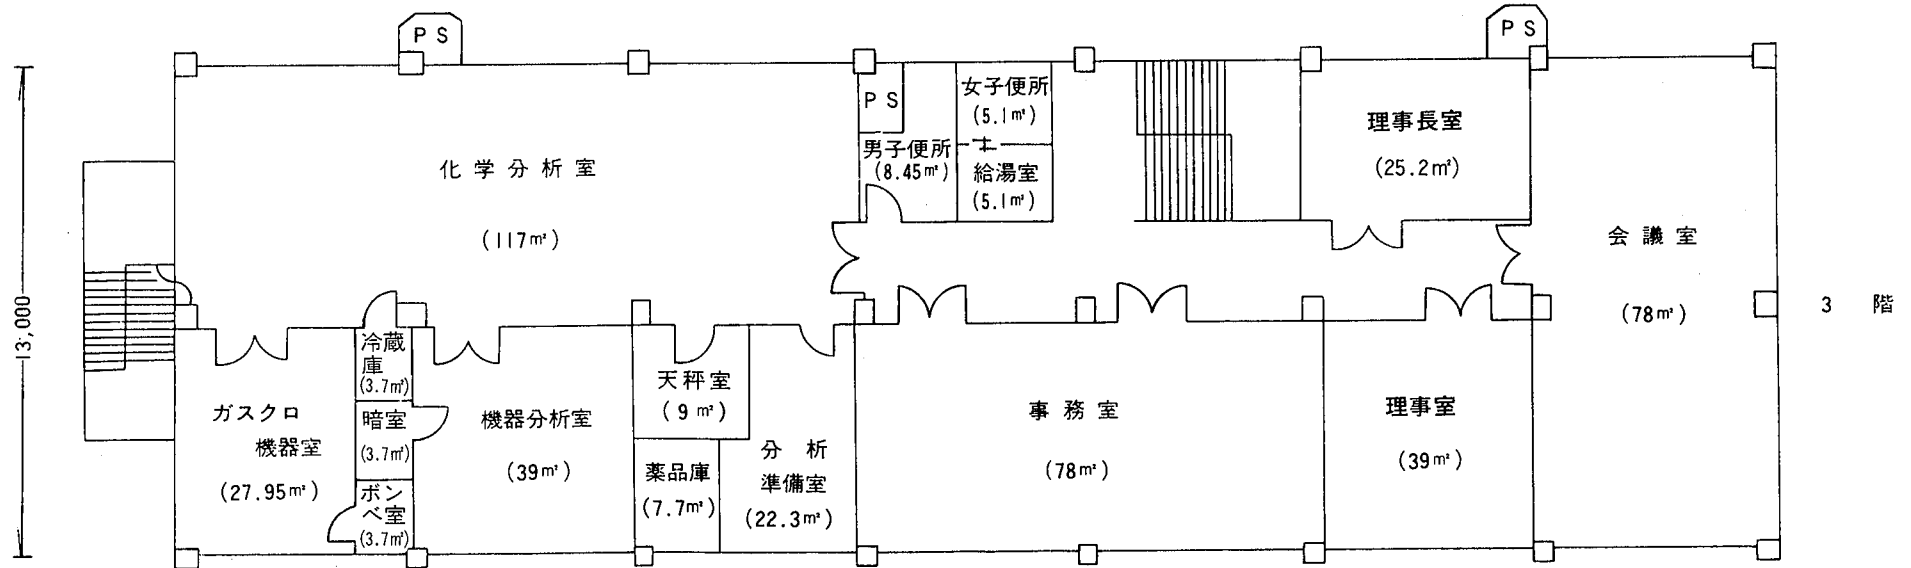 PS
PS
13,000
化学分析室
(117㎡)
PS
男子便所
(8.45㎡)
女子便所
(5.1㎡)
給湯室
(5.1㎡)
理事長室
(25.2㎡)
会議室
(78㎡)
3 階
ガスクロ
機器室
(27.95㎡)
冷蔵
庫
(3.7㎡)
暗室
(3.7㎡)
ボン
ベ室
(3.7㎡)
機器分析室
(39㎡)
天秤室
(9㎡)
薬品庫
(7.7㎡)
分析
準備室
(22.3㎡)
事務室
(78㎡)
理事室
(39㎡)